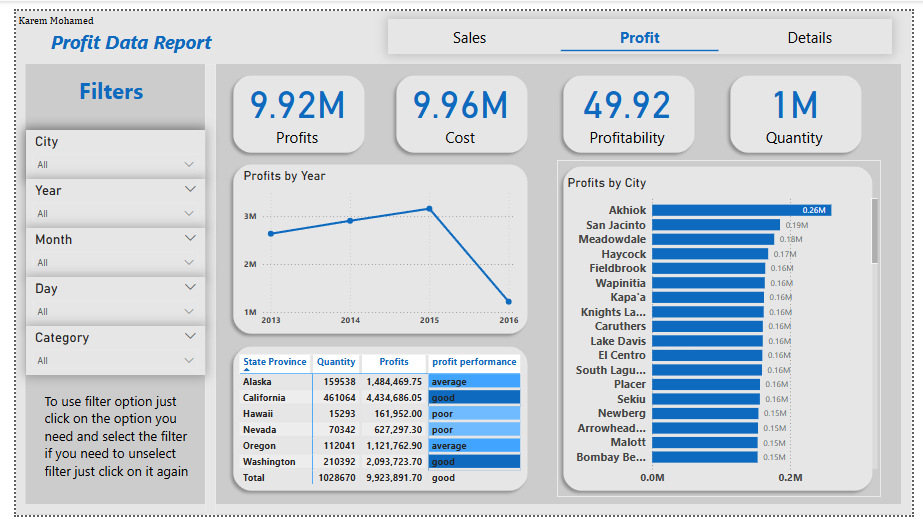 Karem Mohamed
Profit Data Report
Sales Profit Details
Filters
City
All
Year
All
Month
All
Day
All
Category
All
To use filter option just
click on the option you
need and select the filter
if you need to unselect
filter just click on it again
9.92M
Profits
9.96M
Cost
49.92
Profitability
1M
Quantity
Profits by Year
3M
2M
1M
2013 2014 2015 2016
State Province Quantity Profits profit performance
Alaska 159538 1,484,469.75 average
California 461064 4,434,686.05 good
Hawaii 15293 161,952.00 poor
Nevada 70342 627,297.30 poor
Oregon 112041 1,121,762.90 average
Washington 210392 2,093,723.70 good
Total 1028670 9,923,891.70 good
Profits by City
Akhiok 0.26M
San Jacinto 0.19M
Meadowdale 0.18M
Haycock 0.17M
Fieldbrook 0.16M
Wapinitia 0.16M
Kapa'a 0.16M
Knights La... 0.16M
Caruthers 0.16M
Lake Davis 0.16M
El Centro 0.16M
South Lagu... 0.16M
Placer 0.16M
Sekiu 0.16M
Newberg 0.15M
Arrowhead... 0.15M
Malott 0.15M
Bombay Be... 0.15M
0.0M 0.2M